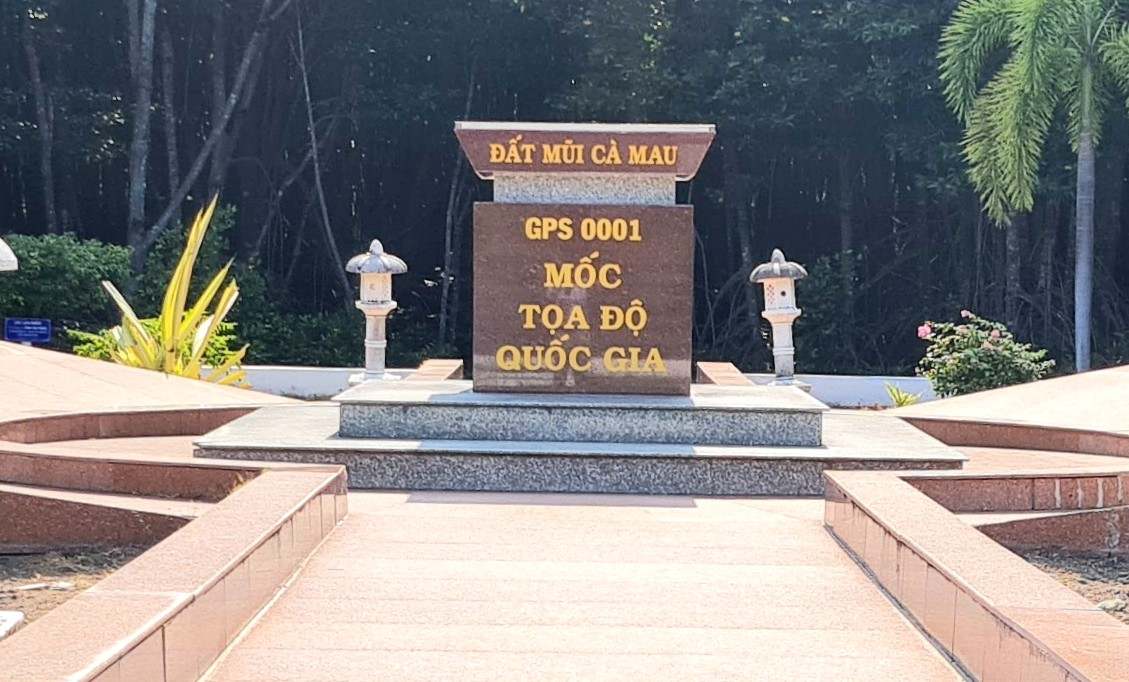 ĐẤT MŨI CÀ MAU
GPS 0001
MỐC
TỌA ĐỘ
QUỐC GIA